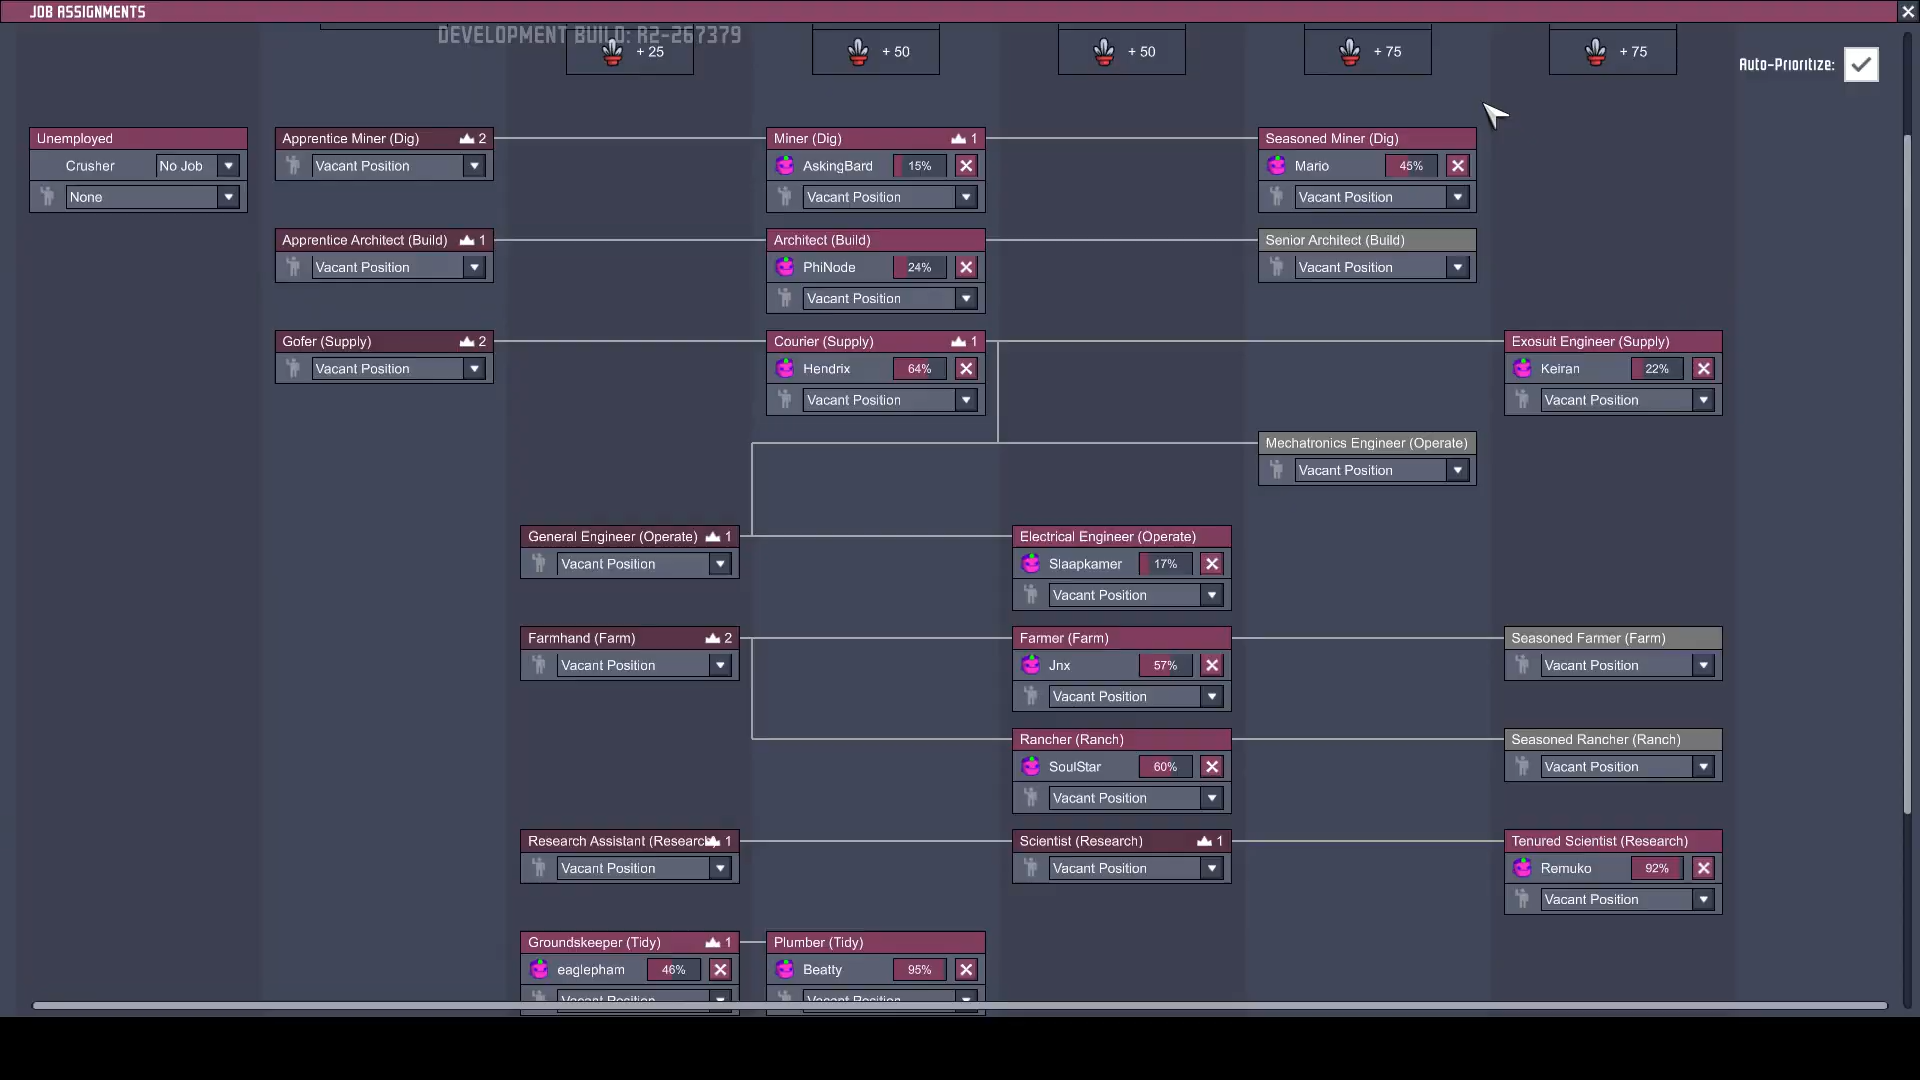 JOB ASSIGNMENTS
DEVELOPMENT BUILD: R2-267379
+ 25
+ 50
+ 50
+ 75
+ 75
Auto-Prioritize:
Unemployed
Crusher No Job
None
Apprentice Miner (Dig) 2
Vacant Position
Miner (Dig) 1
AskingBard 15%
Vacant Position
Seasoned Miner (Dig)
Mario 45%
Vacant Position
Apprentice Architect (Build) 1
Vacant Position
Architect (Build)
PhiNode 24%
Vacant Position
Senior Architect (Build)
Vacant Position
Gofer (Supply) 2
Vacant Position
Courier (Supply) 1
Hendrix 64%
Vacant Position
Exosuit Engineer (Supply)
Keiran 22%
Vacant Position
Mechatronics Engineer (Operate)
Vacant Position
General Engineer (Operate) 1
Vacant Position
Electrical Engineer (Operate)
Slaapkamer 17%
Vacant Position
Farmhand (Farm) 2
Vacant Position
Farmer (Farm)
Jnx 57%
Vacant Position
Seasoned Farmer (Farm)
Vacant Position
Rancher (Ranch)
SoulStar 60%
Vacant Position
Seasoned Rancher (Ranch)
Vacant Position
Research Assistant (Research 1
Vacant Position
Scientist (Research) 1
Vacant Position
Tenured Scientist (Research)
Remuko 92%
Vacant Position
Groundskeeper (Tidy) 1
eaglepham 46%
Vacant Position
Plumber (Tidy)
Beatty 95%
Vacant Position